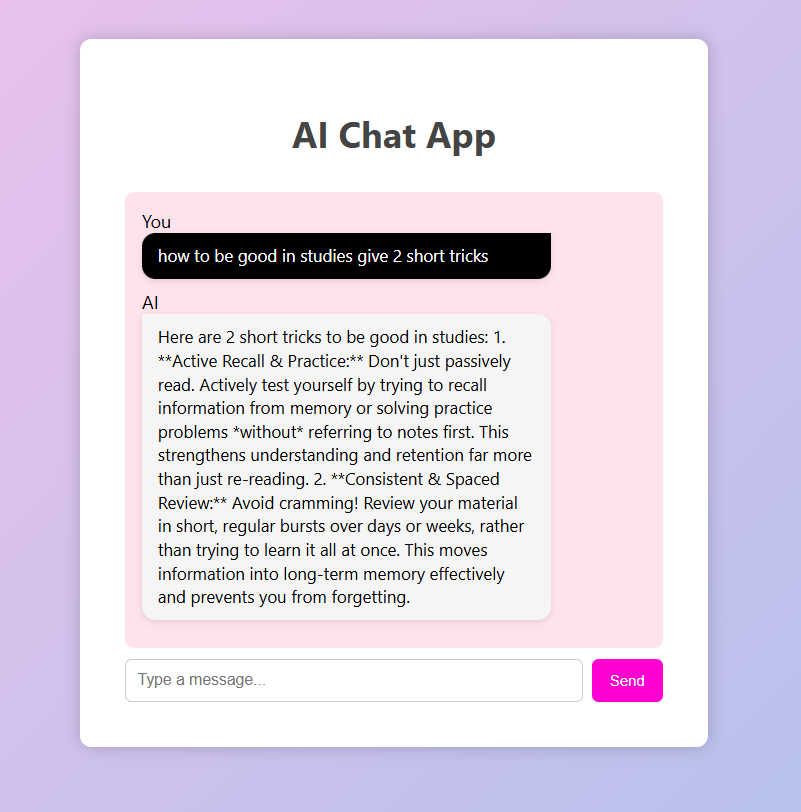 AI Chat App
You
how to be good in studies give 2 short tricks
AI
Here are 2 short tricks to be good in studies: 1.
**Active Recall & Practice:** Don't just passively
read. Actively test yourself by trying to recall
information from memory or solving practice
problems *without* referring to notes first. This
strengthens understanding and retention far more
than just re-reading. 2. **Consistent & Spaced
Review:** Avoid cramming! Review your material
in short, regular bursts over days or weeks, rather
than trying to learn it all at once. This moves
information into long-term memory effectively
and prevents you from forgetting.
Type a message...
Send